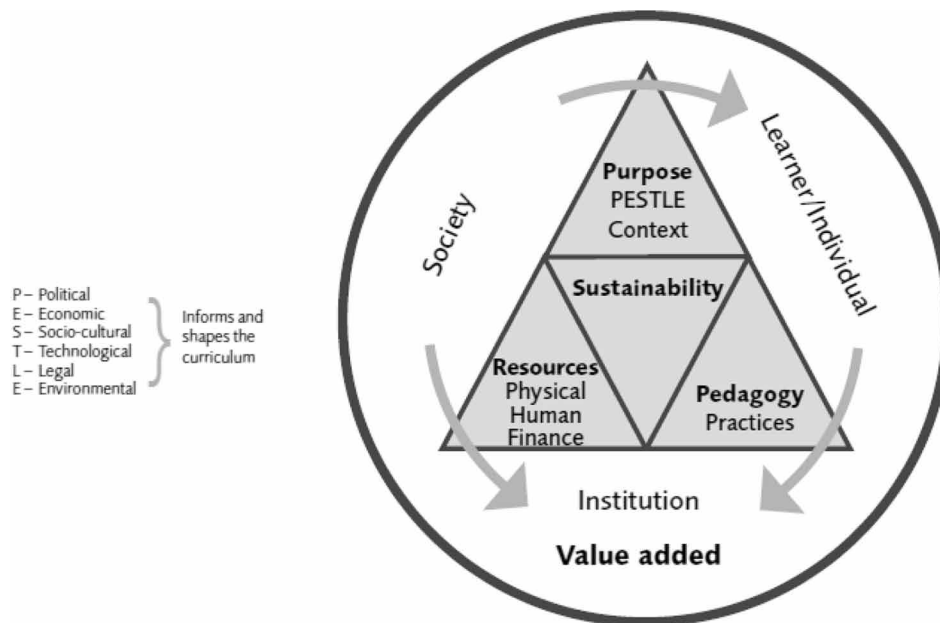 P – Political
E – Economic
S – Socio-cultural
T – Technological
L – Legal
E – Environmental
Informs and
shapes the
curriculum
Society
Learner/Individual
Purpose
PESTLE
Context
Sustainability
Resources
Physical
Human
Finance
Pedagogy
Practices
Institution
Value added